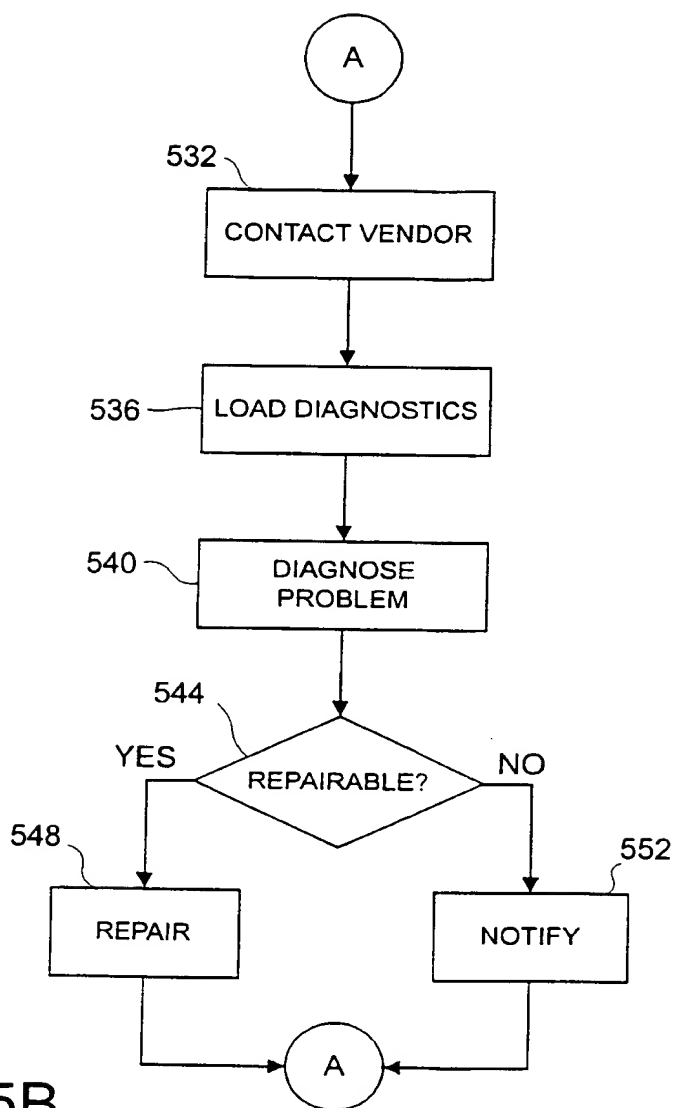 A
532
CONTACT VENDOR
536
LOAD DIAGNOSTICS
540
DIAGNOSE
PROBLEM
544
YES
REPAIRABLE?
NO
548
552
REPAIR
NOTIFY
A
5B